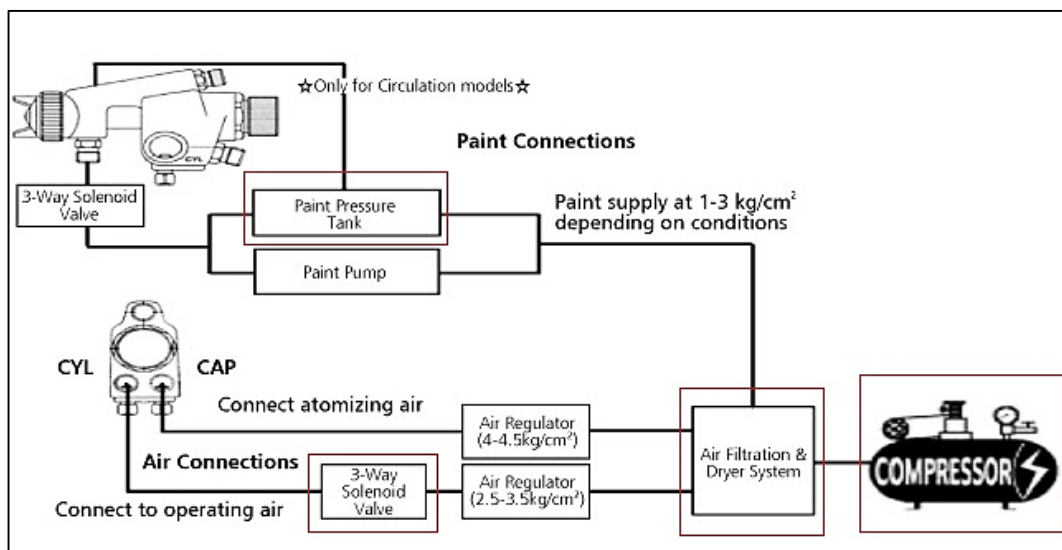 ☆Only for Circulation models☆
CYL
Paint Connections
3-Way Solenoid
Valve
Paint Pressure
Tank
Paint supply at 1-3 kg/cm²
depending on conditions
Paint Pump
CYL
CAP
Connect atomizing air
Air Regulator
(4-4.5kg/cm²)
Air Filtration &
Dryer System
COMPRESSOR
Air Connections
3-Way
Solenoid
Valve
Air Regulator
(2.5-3.5kg/cm²)
Connect to operating air